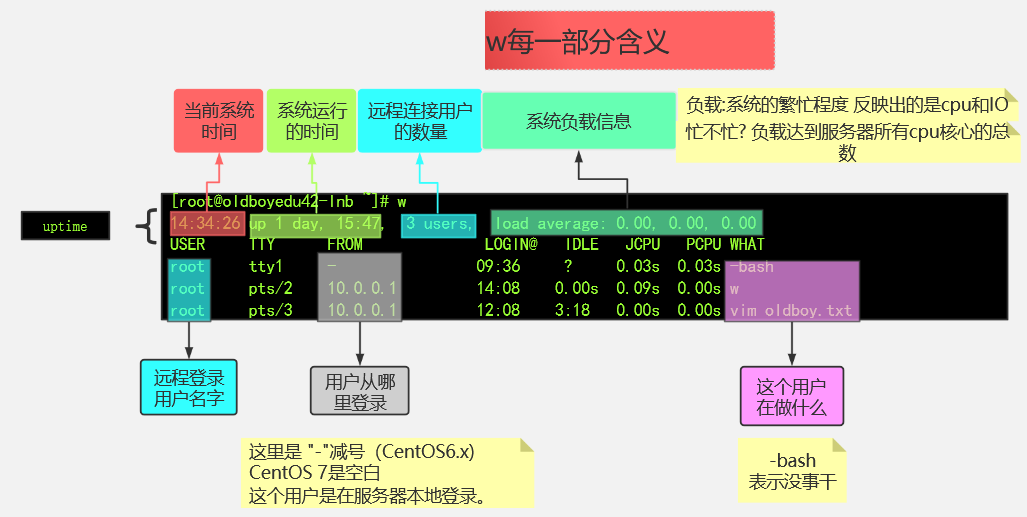 w每一部分含义
当前系统
时间
系统运行
的时间
远程连接用户
的数量
系统负载信息
负载:系统的繁忙程度 反映出的是cpu和IO
忙不忙? 负载达到服务器所有cpu核心的总
数
[root@oldboyedu42-lnb ~]# w
uptime
14:34:26 up 1 day, 15:47, 3 users, load average: 0.00, 0.00, 0.00
USER TTY FROM LOGIN@ IDLE JCPU PCPU WHAT
root tty1 - 09:36 ? 0.03s 0.03s -bash
root pts/2 10.0.0.1 14:08 0.00s 0.09s 0.00s w
root pts/3 10.0.0.1 12:08 3:18 0.00s 0.00s vim oldboy.txt
远程登录
用户名字
用户从哪
里登录
这个用户
在做什么
这里是 "-"减号（CentOS6.x)
CentOS 7是空白
这个用户是在服务器本地登录。
-bash
表示没事干